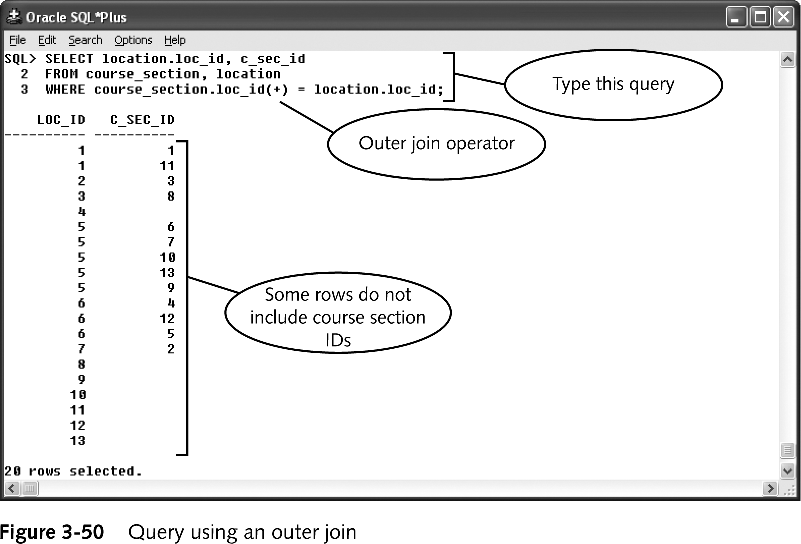 Oracle SQL*Plus
File Edit Search Options Help
SQL> SELECT location.loc_id, c_sec_id
2 FROM course_section, location
3 WHERE course_section.loc_id(+) = location.loc_id;
Type this query
Outer join operator
LOC_ID C_SEC_ID
---------- ----------
1 1
1 11
2 3
3 8
4
5 6
5 7
5 10
5 13
5 9
6 4
6 12
6 5
7 2
8
9
10
11
12
13
Some rows do not
include course section
IDs
20 rows selected.
Figure 3-50 Query using an outer join